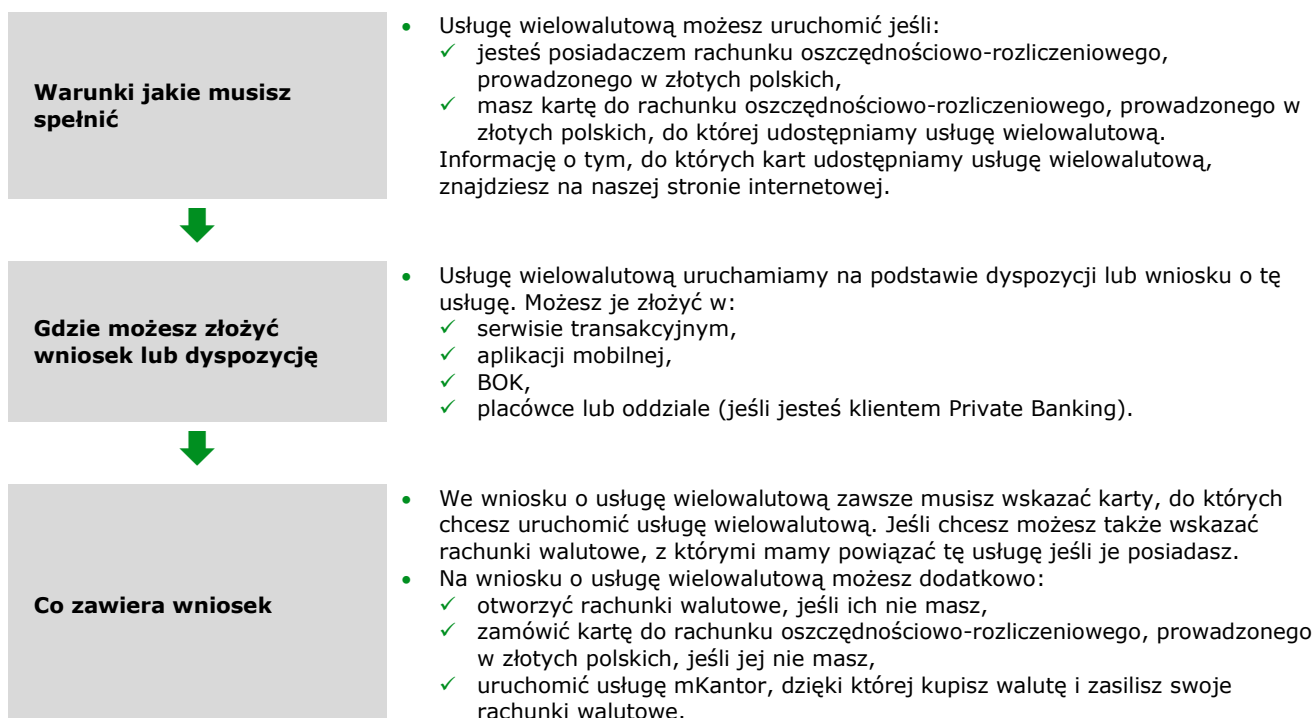 Warunki jakie musisz
spełnić
• Usługę wielowalutową możesz uruchomić jeśli:
✓ jesteś posiadaczem rachunku oszczędnościowo-rozliczeniowego,
prowadzonego w złotych polskich,
✓ masz kartę do rachunku oszczędnościowo-rozliczeniowego, prowadzonego w
złotych polskich, do której udostępniamy usługę wielowalutową.
Informację o tym, do których kart udostępniamy usługę wielowalutową,
znajdziesz na naszej stronie internetowej.
Gdzie możesz złożyć
wniosek lub dyspozycję
• Usługę wielowalutową uruchamiamy na podstawie dyspozycji lub wniosku o tę
usługę. Możesz je złożyć w:
✓ serwisie transakcyjnym,
✓ aplikacji mobilnej,
✓ BOK,
✓ placówce lub oddziale (jeśli jesteś klientem Private Banking).
Co zawiera wniosek
• We wniosku o usługę wielowalutową zawsze musisz wskazać karty, do których
chcesz uruchomić usługę wielowalutową. Jeśli chcesz możesz także wskazać
rachunki walutowe, z którymi mamy powiązać tę usługę jeśli je posiadasz.
• Na wniosku o usługę wielowalutową możesz dodatkowo:
✓ otworzyć rachunki walutowe, jeśli ich nie masz,
✓ zamówić kartę do rachunku oszczędnościowo-rozliczeniowego, prowadzonego
w złotych polskich, jeśli jej nie masz,
✓ uruchomić usługę mKantor, dzięki której kupisz walutę i zasilisz swoje
rachunki walutowe.